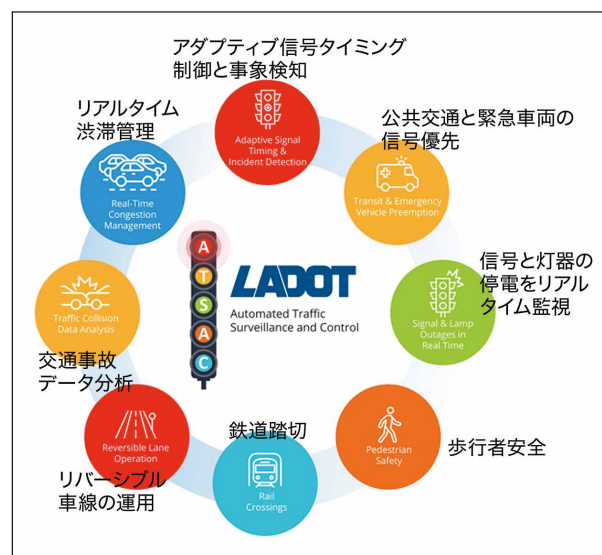 アダプティブ信号タイミング
制御と事象検知
Adaptive Signal
Timing &
Incident Detection
公共交通と緊急車両の
信号優先
Transit & Emergency
Vehicle Preemption
信号と灯器の
停電をリアル
タイム監視
Signal & Lamp
Outages in
Real Time
歩行者安全
Pedestrian
Safety
鉄道踏切
Rail
Crossings
リバーシブル
車線の運用
Reversible Lane
Operation
交通事故
データ分析
Traffic Collision
Data Analysis
リアルタイム
渋滞管理
Real-Time
Congestion
Management
A
T
S
A
C
LADOT
Automated Traffic
Surveillance and Control